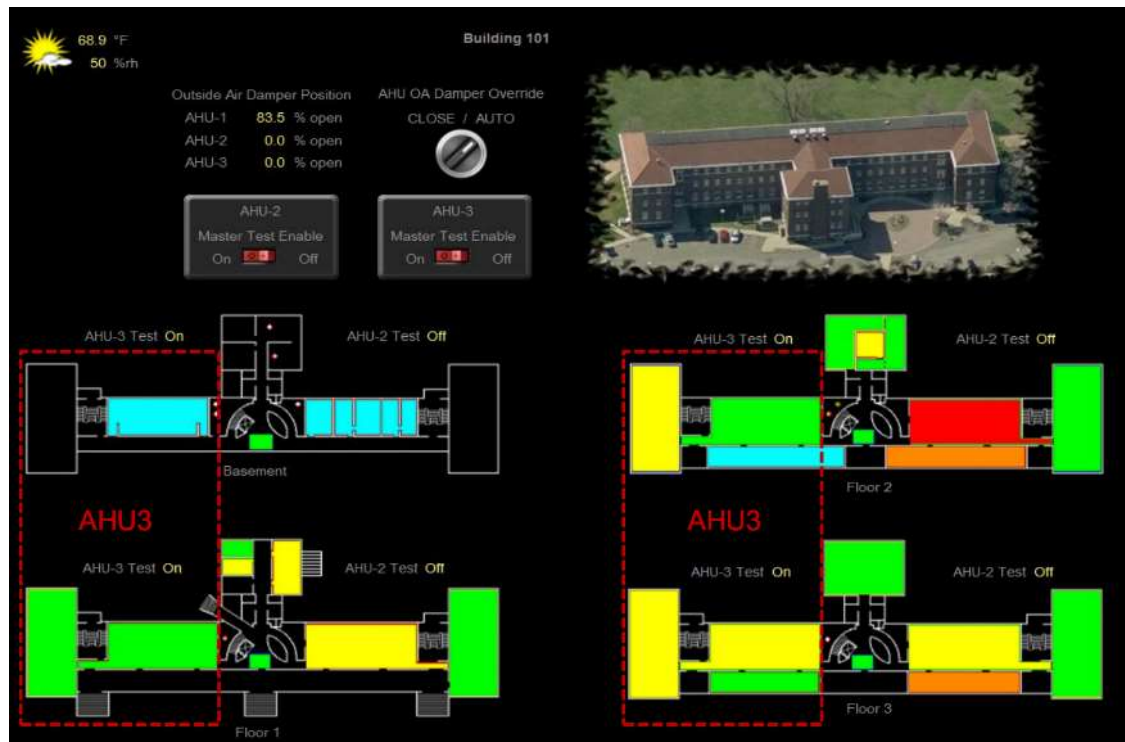 68.9 °F
50 %rh
Building 101
Outside Air Damper Position
AHU-1 83.5 % open
AHU-2 0.0 % open
AHU-3 0.0 % open
AHU OA Damper Override
CLOSE / AUTO
AHU-2
Master Test Enable
On Off
AHU-3
Master Test Enable
On Off
AHU-3 Test On
AHU-2 Test Off
Basement
AHU-3 Test On
AHU-2 Test Off
Floor 2
AHU3
AHU3
AHU-3 Test On
AHU-2 Test Off
Floor 1
AHU-3 Test On
AHU-2 Test Off
Floor 3